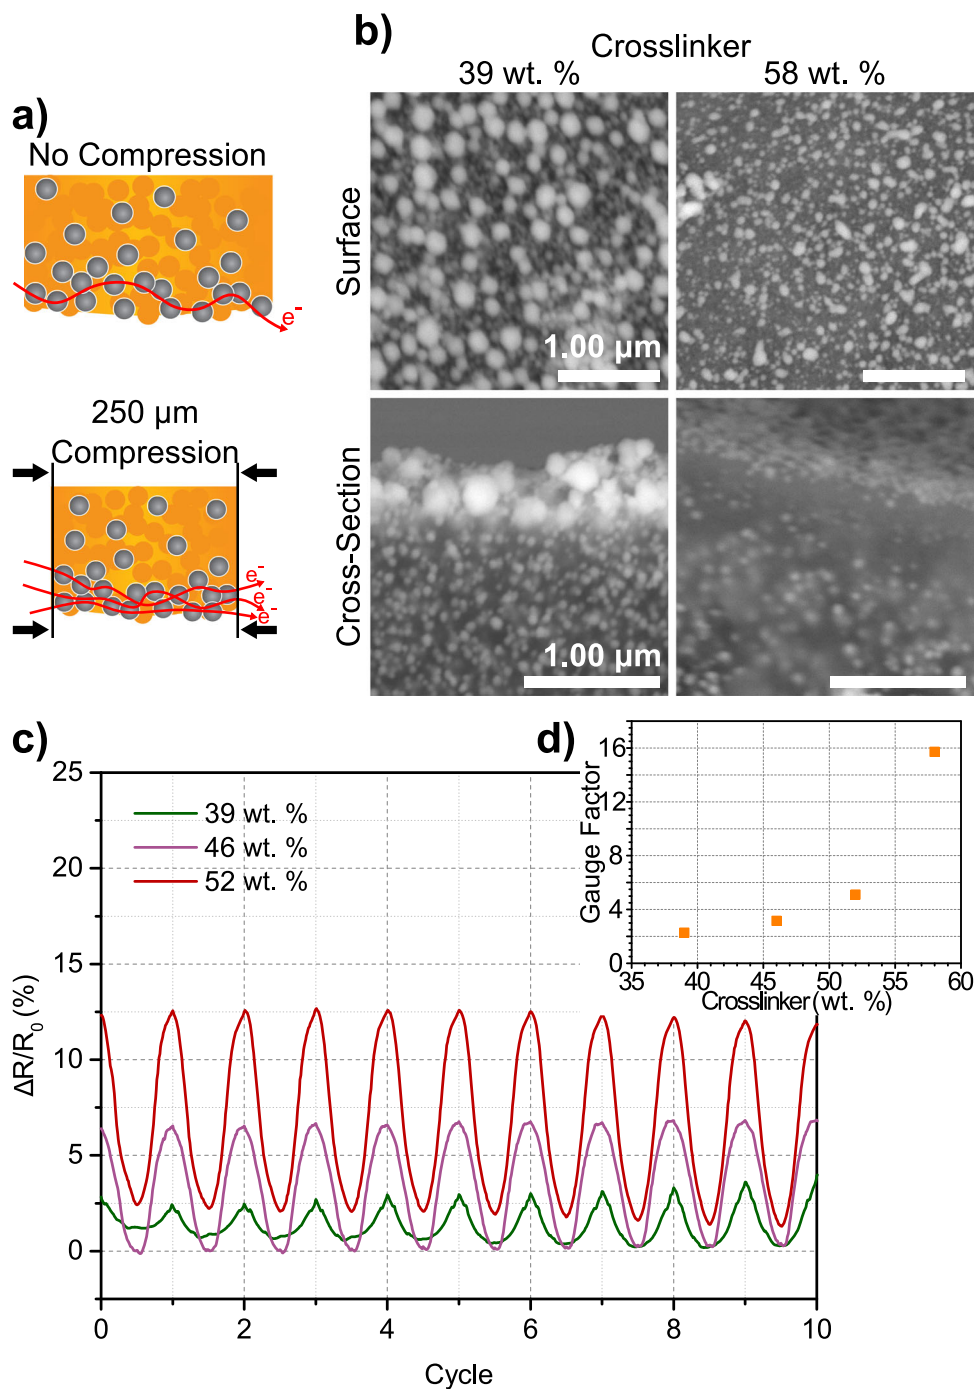 a)
No Compression
e⁻
250 µm
Compression
e⁻
e⁻
e⁻
b)
Crosslinker
39 wt. %
58 wt. %
Surface
1.00 µm
Cross-Section
1.00 µm
c)
25
20
15
10
5
0
ΔR/R₀ (%)
39 wt. %
46 wt. %
52 wt. %
0
2
4
6
8
10
Cycle
d)
16
12
8
4
0
Gauge Factor
35
40
45
50
55
60
Crosslinker (wt. %)